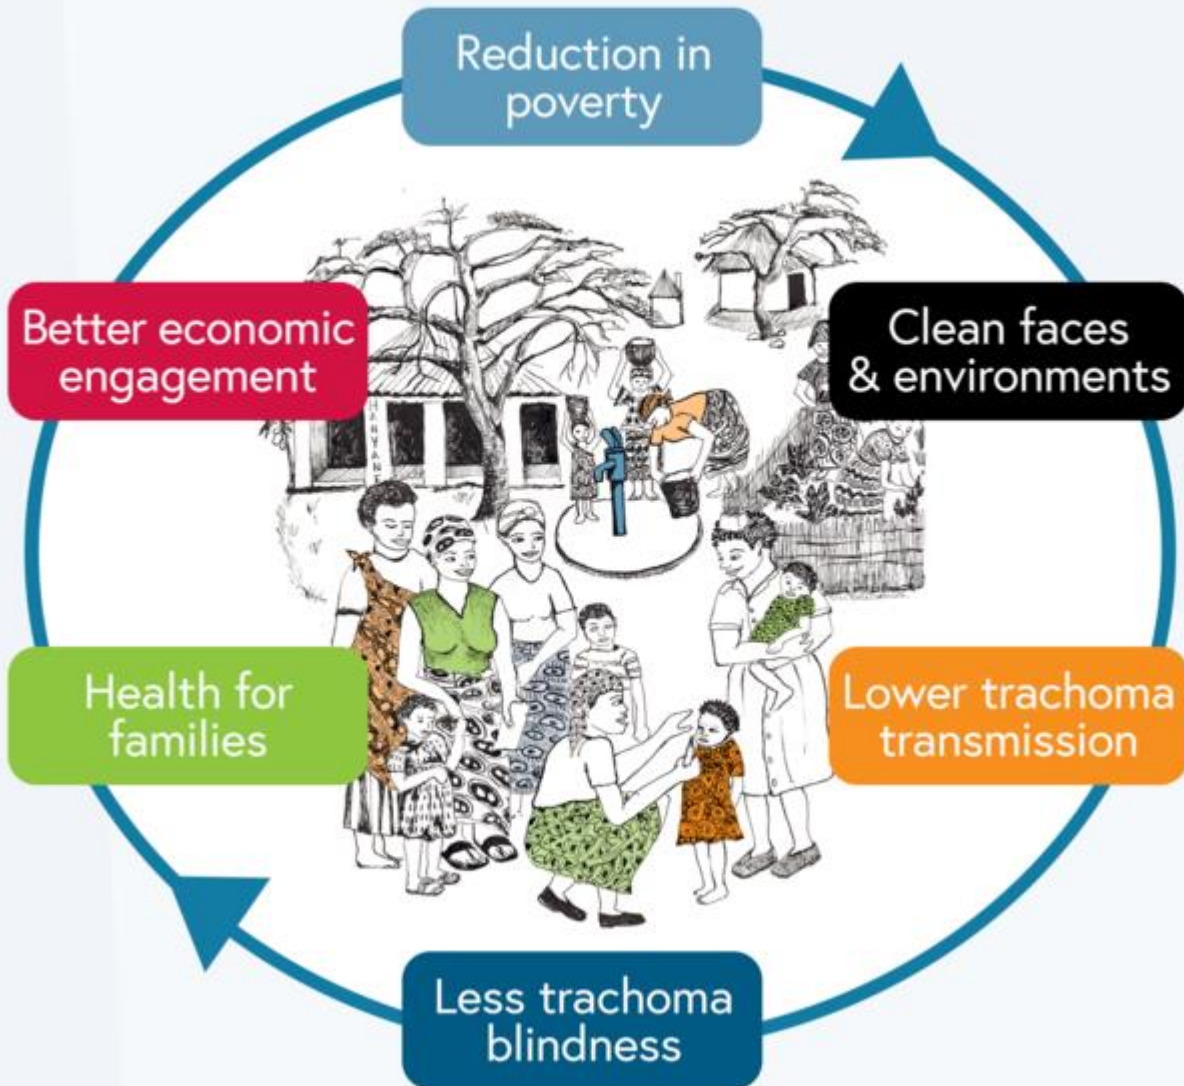 Reduction in
poverty
Clean faces
& environments
Lower trachoma
transmission
Less trachoma
blindness
Health for
families
Better economic
engagement